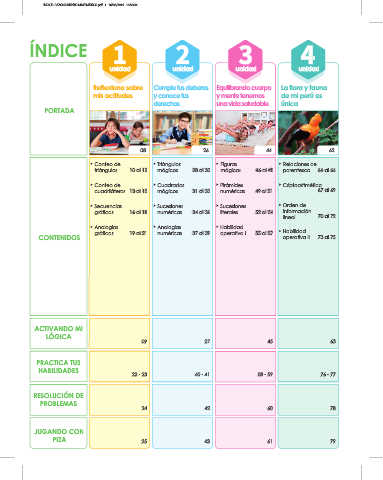 ÍNDICE
1
unidad
2
unidad
3
unidad
4
unidad
PORTADA
Reflexiono sobre
mis actitudes
Cumplo tus deberes
y conoce tus
derechos
Equilibrando cuerpo
y mente tenemos
una vida saludable
La flora y fauna
de mi perú es
única
08
26
44
62
CONTENIDOS
• Conteo de
triángulos 10 al 12
• Conteo de
cuadriláteros 13 al 15
• Secuencias
gráficas 16 al 18
• Analogías
gráficas 19 al 21
• Triángulos
mágicos 28 al 30
• Cuadrados
mágicos 31 al 33
• Sucesiones
numéricas 34 al 36
• Analogías
numéricas 37 al 39
• Figuras
mágicas 46 al 48
• Pirámides
numéricas 49 al 51
• Sucesiones
literales 52 al 54
• Habilidad
operativa I 55 al 57
• Relaciones de
parentesco 64 al 66
• Criptoaritmética
67 al 69
• Orden de
información
lineal 70 al 72
• Habilidad
operativa II 73 al 75
ACTIVANDO MI
LÓGICA
09
27
45
63
PRACTICA TUS
HABILIDADES
22 - 23
40 - 41
58 - 59
76 - 77
RESOLUCIÓN DE
PROBLEMAS
24
42
60
78
JUGANDO CON
PIZA
25
43
61
79